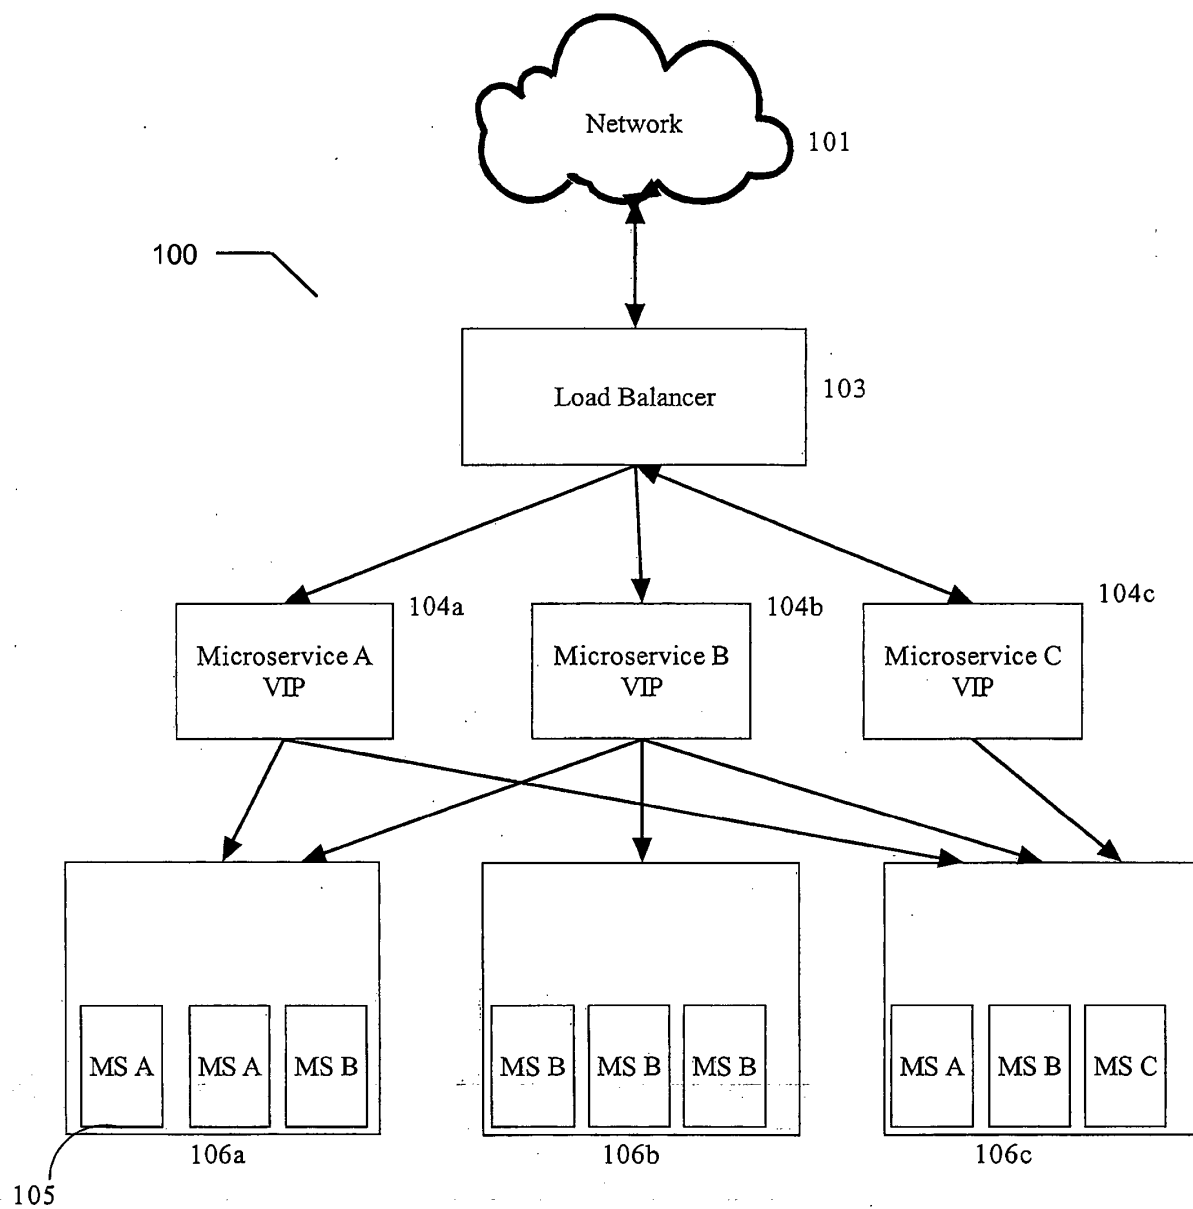 Network
101
100
Load Balancer
103
104a
104b
104c
Microservice A
VIP
Microservice B
VIP
Microservice C
VIP
MS A
MS A
MS B
MS B
MS B
MS B
MS A
MS B
MS C
106a
106b
106c
105